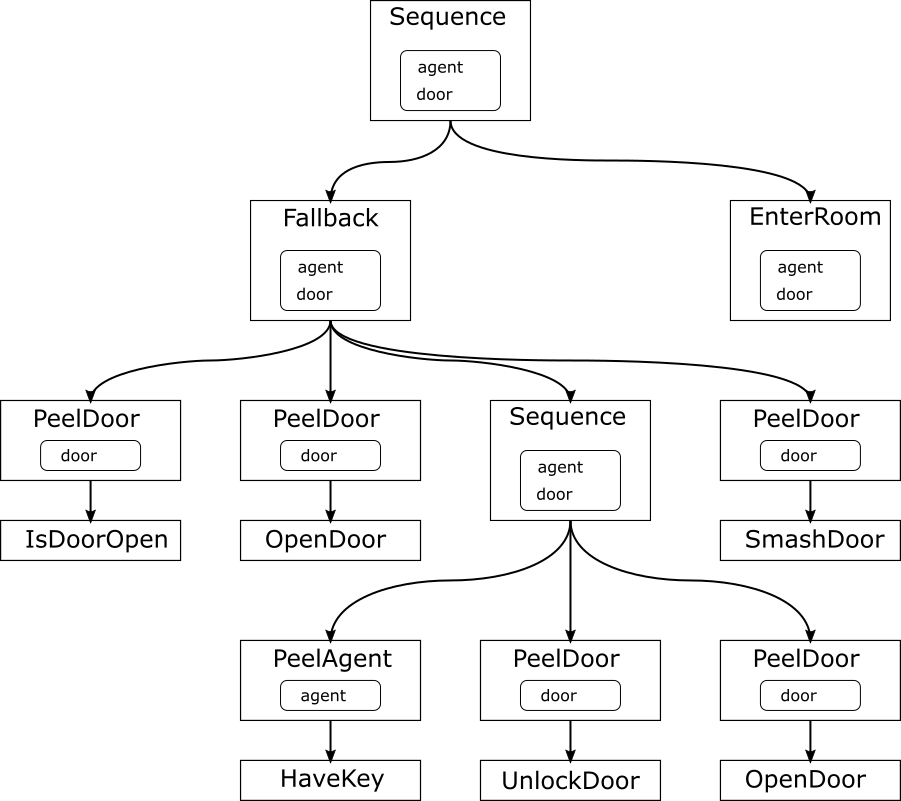 Sequence
agent
door
Fallback
agent
door
EnterRoom
agent
door
PeelDoor
door
IsDoorOpen
PeelDoor
door
OpenDoor
Sequence
agent
door
PeelDoor
door
SmashDoor
PeelAgent
agent
HaveKey
PeelDoor
door
UnlockDoor
PeelDoor
door
OpenDoor